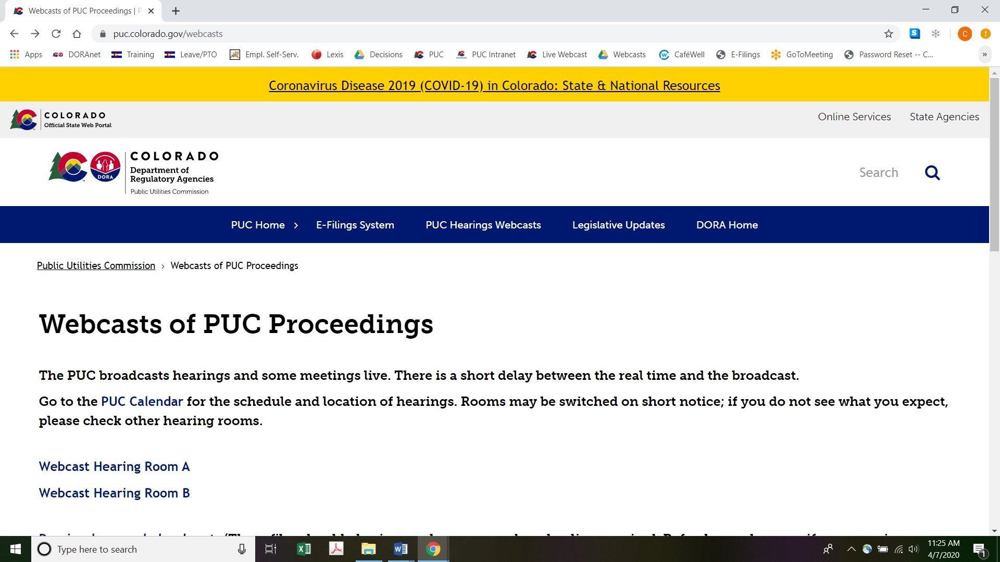 Webcasts of PUC Proceedings | P
puc.colorado.gov/webcasts
S
C
Apps DORAnet Training Leave/PTO Empl. Self-Serv. Lexis Decisions PUC PUC Intranet Live Webcast Webcasts CaféWell E-Filings GoToMeeting Password Reset -- C... »
Coronavirus Disease 2019 (COVID-19) in Colorado: State & National Resources
COLORADO
Official State Web Portal
Online Services State Agencies
DORA
COLORADO
Department of
Regulatory Agencies
Public Utilities Commission
Search
PUC Home E-Filings System PUC Hearings Webcasts Legislative Updates DORA Home
Public Utilities Commission › Webcasts of PUC Proceedings
Webcasts of PUC Proceedings
The PUC broadcasts hearings and some meetings live. There is a short delay between the real time and the broadcast.
Go to the PUC Calendar for the schedule and location of hearings. Rooms may be switched on short notice; if you do not see what you expect,
please check other hearing rooms.
Webcast Hearing Room A
Webcast Hearing Room B
Type here to search
11:25 AM
4/7/2020
1